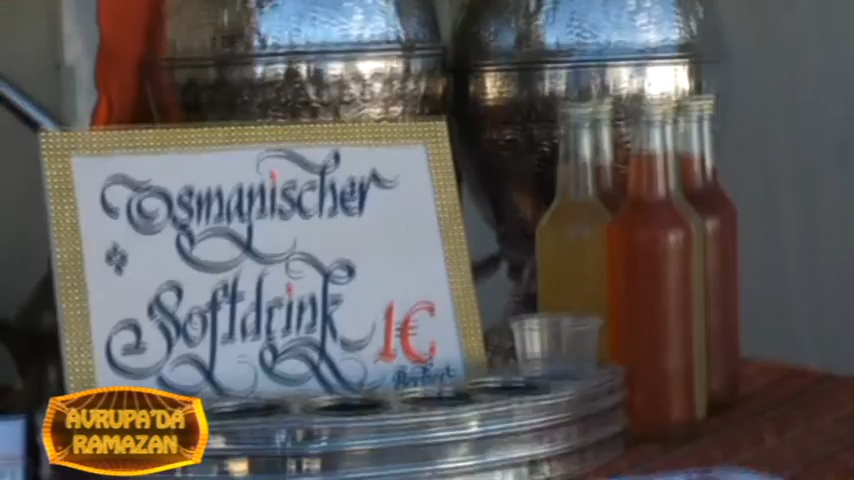 Osmanischer
Softdrink
1€
AVRUPA'DA
RAMAZAN